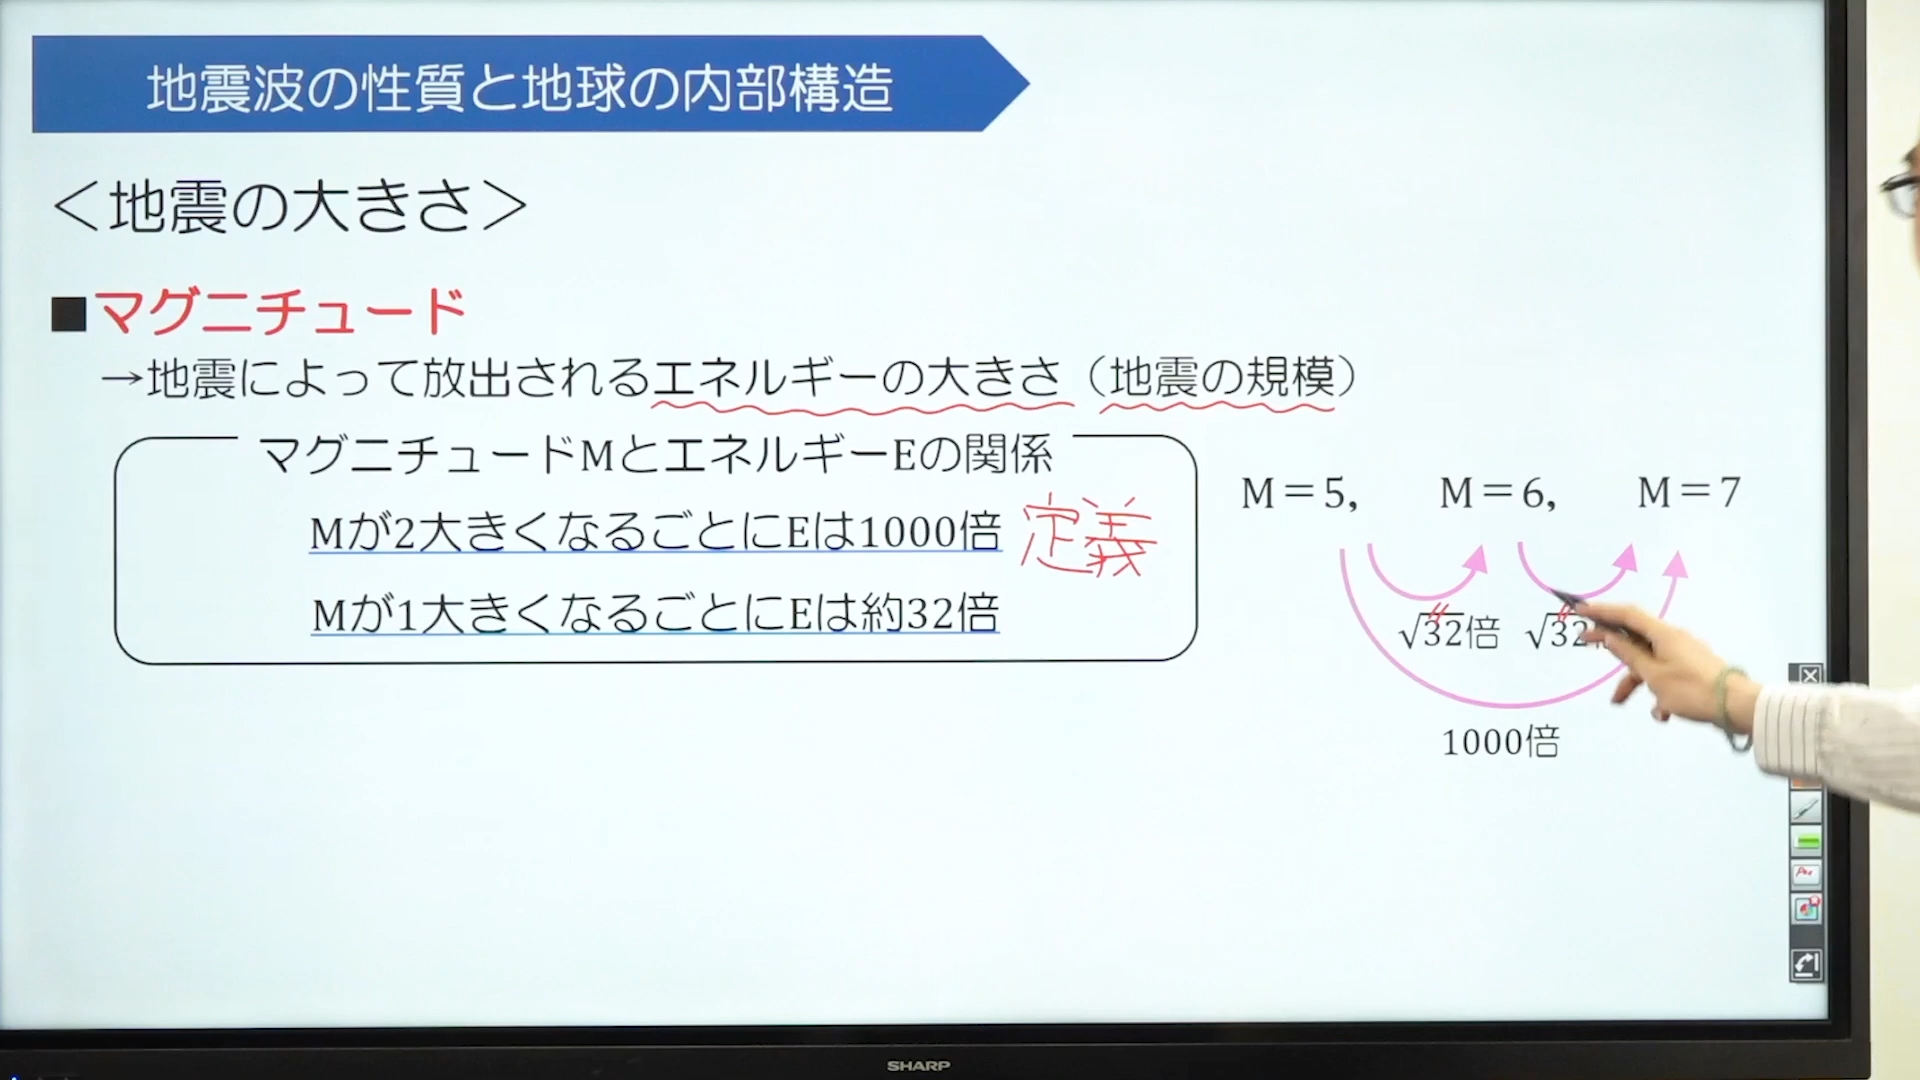 地震波の性質と地球の内部構造
＜地震の大きさ＞
■マグニチュード
→地震によって放出されるエネルギーの大きさ（地震の規模）
マグニチュードMとエネルギーEの関係
Mが2大きくなるごとにEは1000倍 定義
Mが1大きくなるごとにEは約32倍
M＝5, M＝6, M＝7
√32倍 √32
1000倍
SHARP